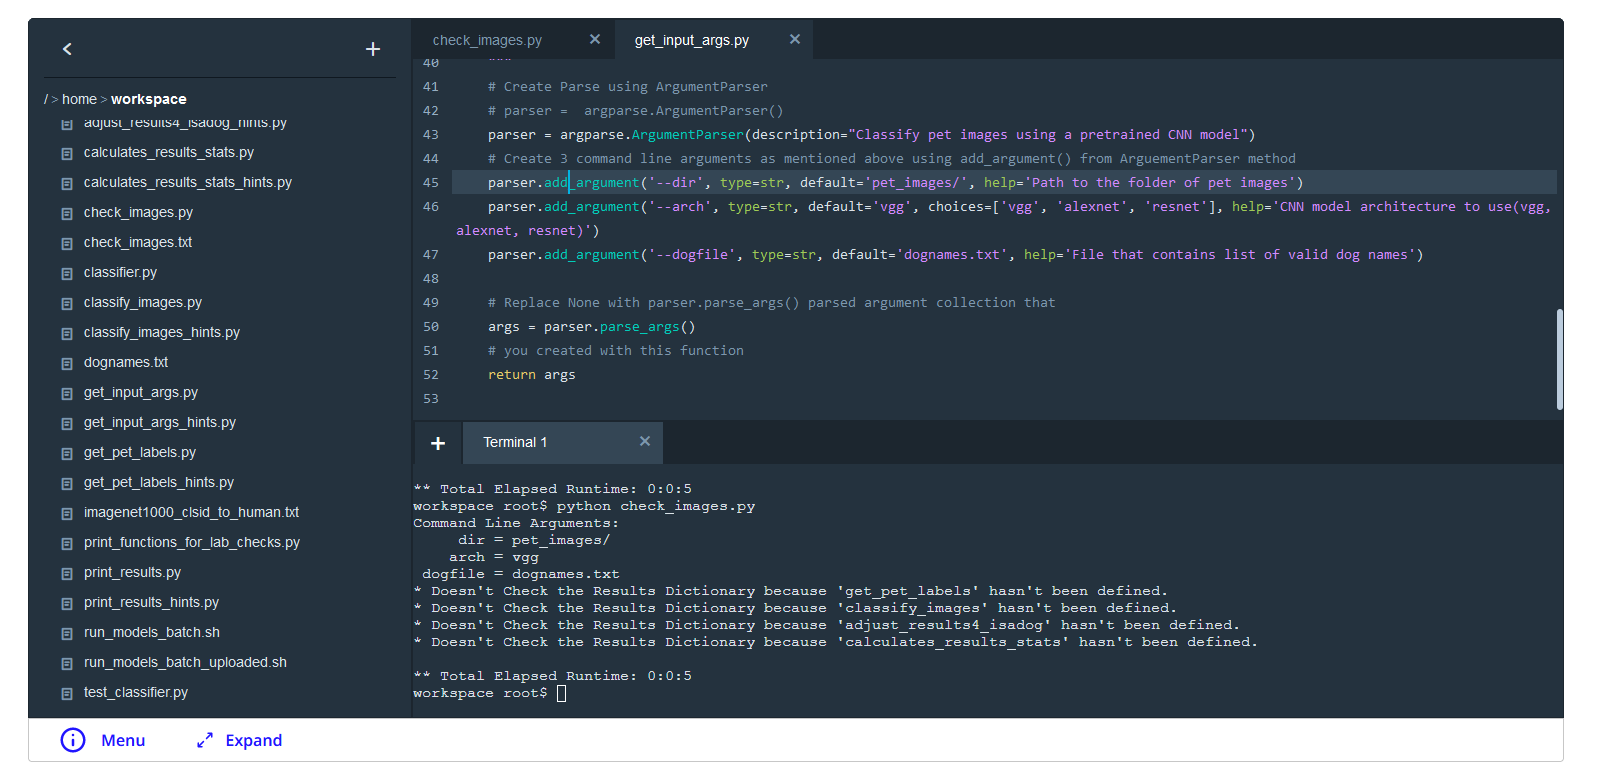 / > home > workspace
adjust_results4_isadog_hints.py
calculates_results_stats.py
calculates_results_stats_hints.py
check_images.py
check_images.txt
classifier.py
classify_images.py
classify_images_hints.py
dognames.txt
get_input_args.py
get_input_args_hints.py
get_pet_labels.py
get_pet_labels_hints.py
imagenet1000_clsid_to_human.txt
print_functions_for_lab_checks.py
print_results.py
print_results_hints.py
run_models_batch.sh
run_models_batch_uploaded.sh
test_classifier.py
check_images.py × get_input_args.py ×
40 """
41 # Create Parse using ArgumentParser
42 # parser =  argparse.ArgumentParser()
43 parser = argparse.ArgumentParser(description="Classify pet images using a pretrained CNN model")
44 # Create 3 command line arguments as mentioned above using add_argument() from ArguementParser method
45 parser.add_argument('--dir', type=str, default='pet_images/', help='Path to the folder of pet images')
46 parser.add_argument('--arch', type=str, default='vgg', choices=['vgg', 'alexnet', 'resnet'], help='CNN model architecture to use(vgg,
alexnet, resnet)')
47 parser.add_argument('--dogfile', type=str, default='dognames.txt', help='File that contains list of valid dog names')
48
49 # Replace None with parser.parse_args() parsed argument collection that
50 args = parser.parse_args()
51 # you created with this function
52 return args
53
+ Terminal 1 ×
** Total Elapsed Runtime: 0:0:5
workspace root$ python check_images.py
Command Line Arguments:
dir = pet_images/
arch = vgg
dogfile = dognames.txt
* Doesn't Check the Results Dictionary because 'get_pet_labels' hasn't been defined.
* Doesn't Check the Results Dictionary because 'classify_images' hasn't been defined.
* Doesn't Check the Results Dictionary because 'adjust_results4_isadog' hasn't been defined.
* Doesn't Check the Results Dictionary because 'calculates_results_stats' hasn't been defined.
** Total Elapsed Runtime: 0:0:5
workspace root$
Menu Expand